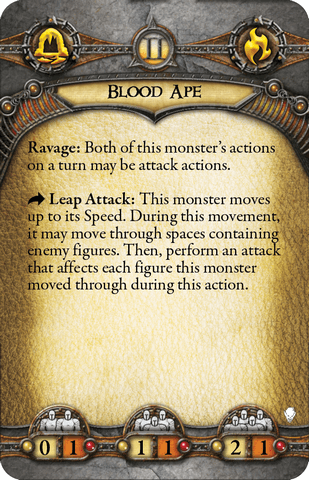 II
Blood Ape
Ravage: Both of this monster's actions
on a turn may be attack actions.
Leap Attack: This monster moves
up to its Speed. During this movement,
it may move through spaces containing
enemy figures. Then, perform an attack
that affects each figure this monster
moved through during this action.
0 1 1 1 2 1